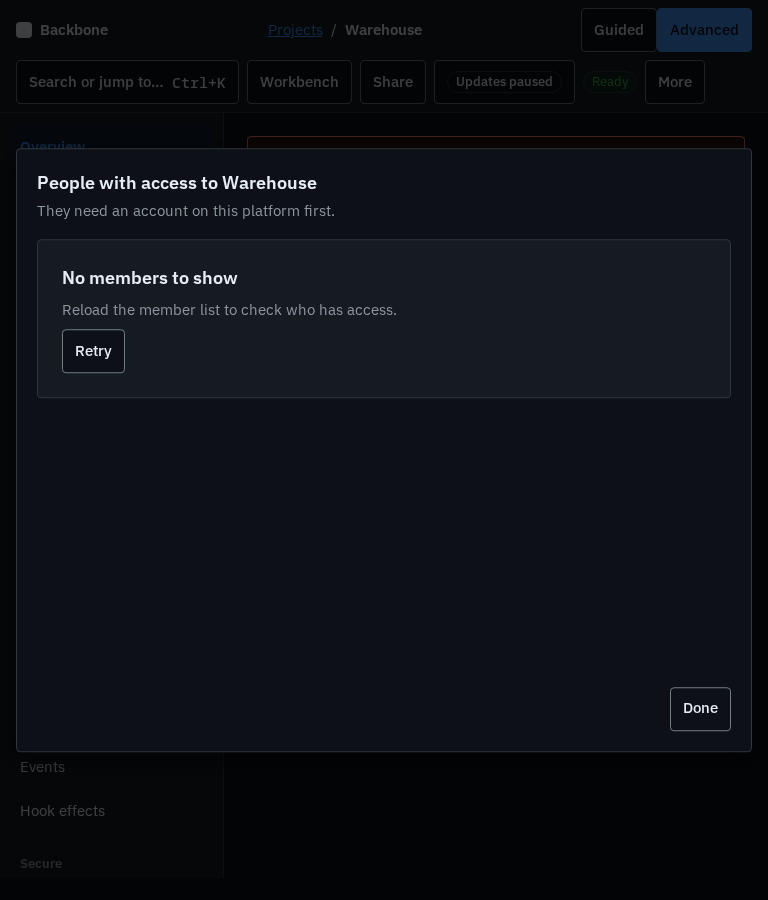 Backbone
Projects / Warehouse
Guided
Advanced
Search or jump to... Ctrl+K
Workbench
Share
Updates paused
Ready
More
Overview
People with access to Warehouse
They need an account on this platform first.
No members to show
Reload the member list to check who has access.
Retry
Done
Events
Hook effects
Secure